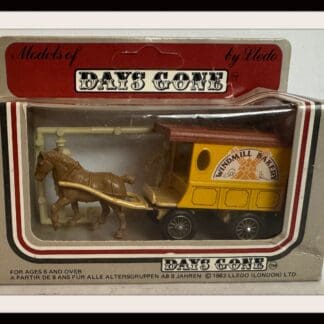 Models of by Lledo
DAYS GONE
WINDMILL BAKERY
DAYS GONE
FOR AGES 8 AND OVER
A PARTIR DE 8 ANS FUR ALLE ALTERSGRUPPEN AB 8 JAHREN © 1983 LLEDO (LONDON) LTD